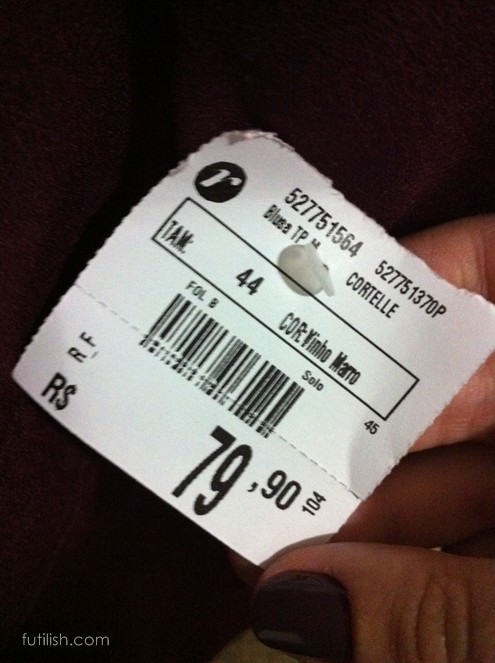 r
527751564
527751370P
Blusa TP
CORTELLE
TAM: 44
COR: Vinho Marro
FOL 8
Solo
45
R_F
R$ 79,90
104
futilish.com